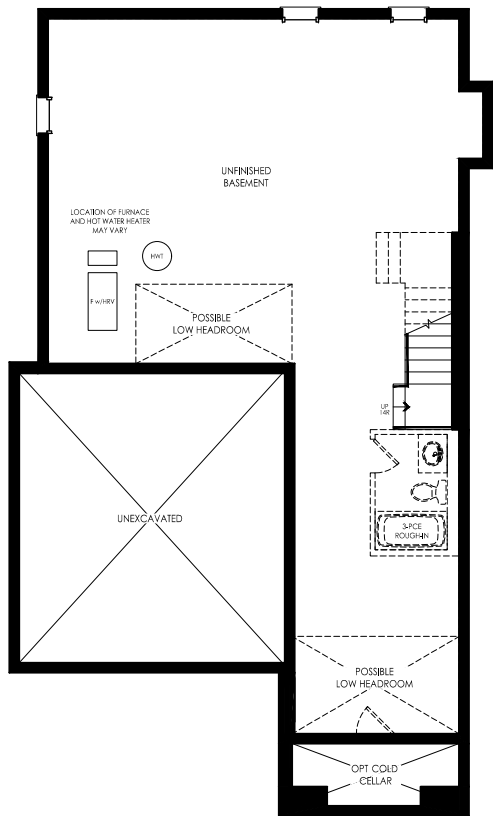 UNFINISHED
BASEMENT
LOCATION OF FURNACE
AND HOT WATER HEATER
MAY VARY
HWT
F w/HRV
POSSIBLE
LOW HEADROOM
UP
14R
3-PCE
ROUGH-IN
UNEXCAVATED
POSSIBLE
LOW HEADROOM
OPT COLD
CELLAR